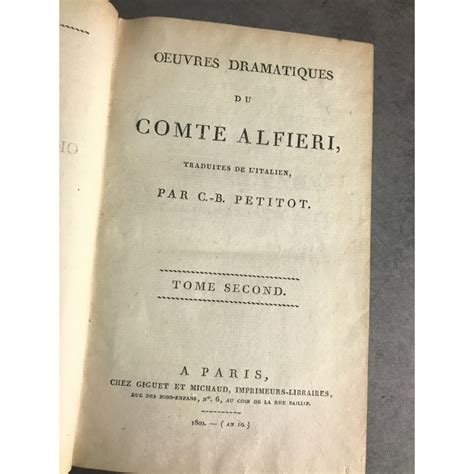 OEUVRES DRAMATIQUES
DU
COMTE ALFIERI,
TRADUITES DE L'ITALIEN,
PAR C.-B. PETITOT.
TOME SECOND.
A PARIS,
CHEZ GIGUET ET MICHAUD, IMPRIMEURS-LIBRAIRES,
RUE DES BONS-ENFANS, N°. 6, AU COIN DE LA RUE BAILLIF.
1802. — (AN 10.)